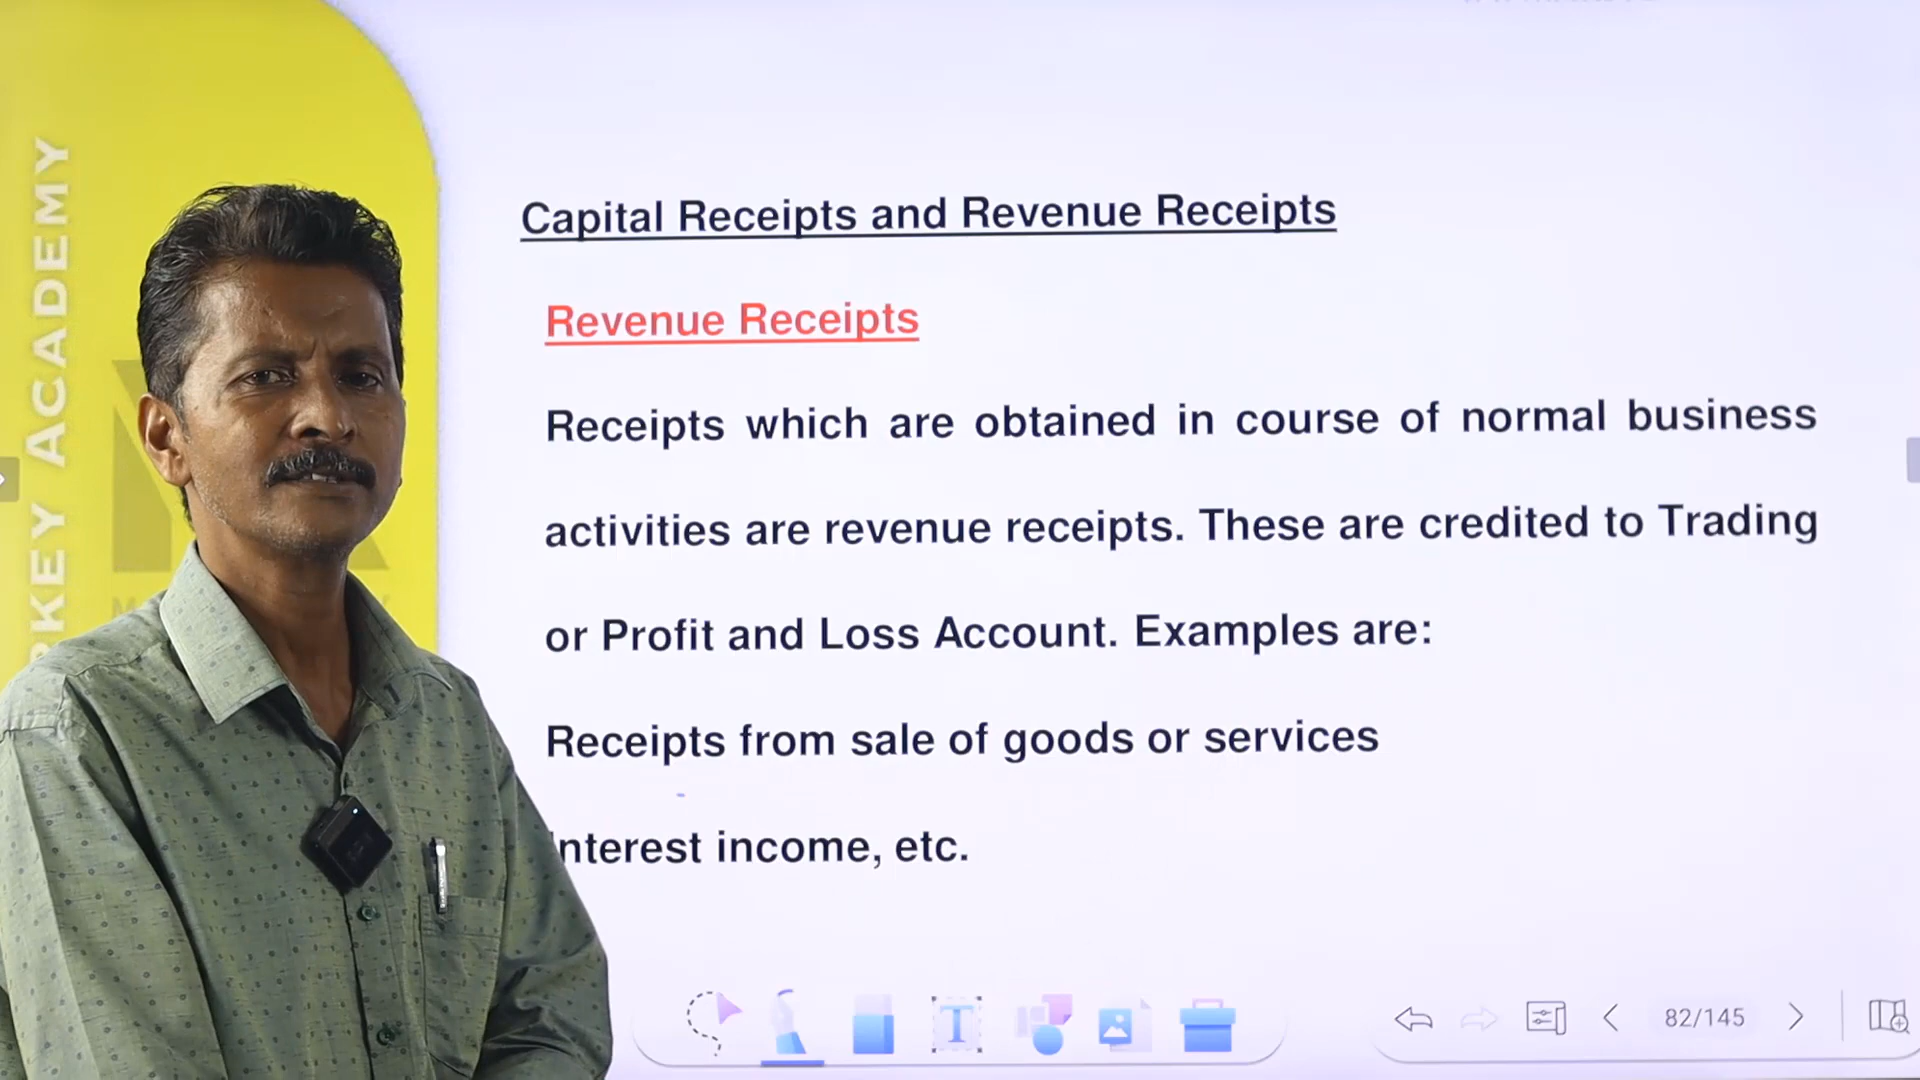 RKEY ACADEMY
Capital Receipts and Revenue Receipts
Revenue Receipts
Receipts which are obtained in course of normal business
activities are revenue receipts. These are credited to Trading
or Profit and Loss Account. Examples are:
Receipts from sale of goods or services
nterest income, etc.
82/145